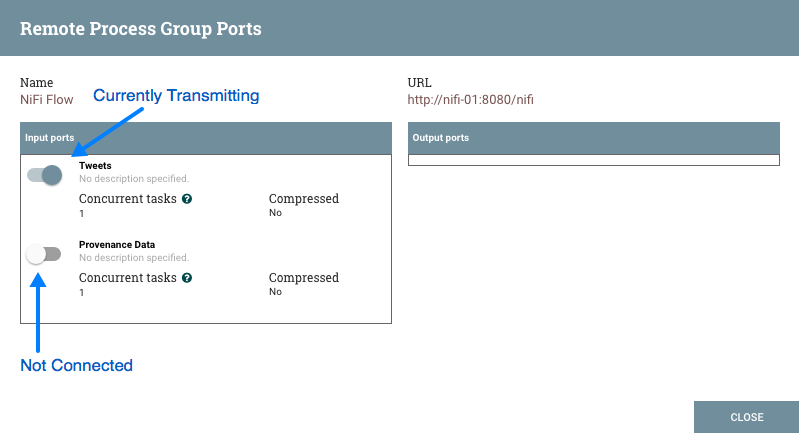 Remote Process Group Ports
Name
NiFi Flow
Currently Transmitting
URL
http://nifi-01:8080/nifi
Input ports
Output ports
Tweets
No description specified.
Concurrent tasks ?
Compressed
1
No
Provenance Data
No description specified.
Concurrent tasks ?
Compressed
1
No
Not Connected
CLOSE